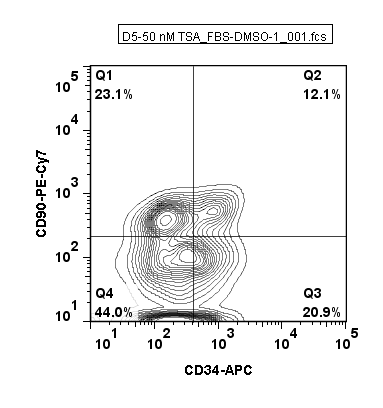 D5-50 nM TSA_FBS-DMSO-1_001.fcs
Q1
23.1%
Q2
12.1%
Q4
44.0%
Q3
20.9%
CD90-PE-Cy7
10^5
10^4
10^3
10^2
10^1
10^1 10^2 10^3 10^4 10^5
CD34-APC